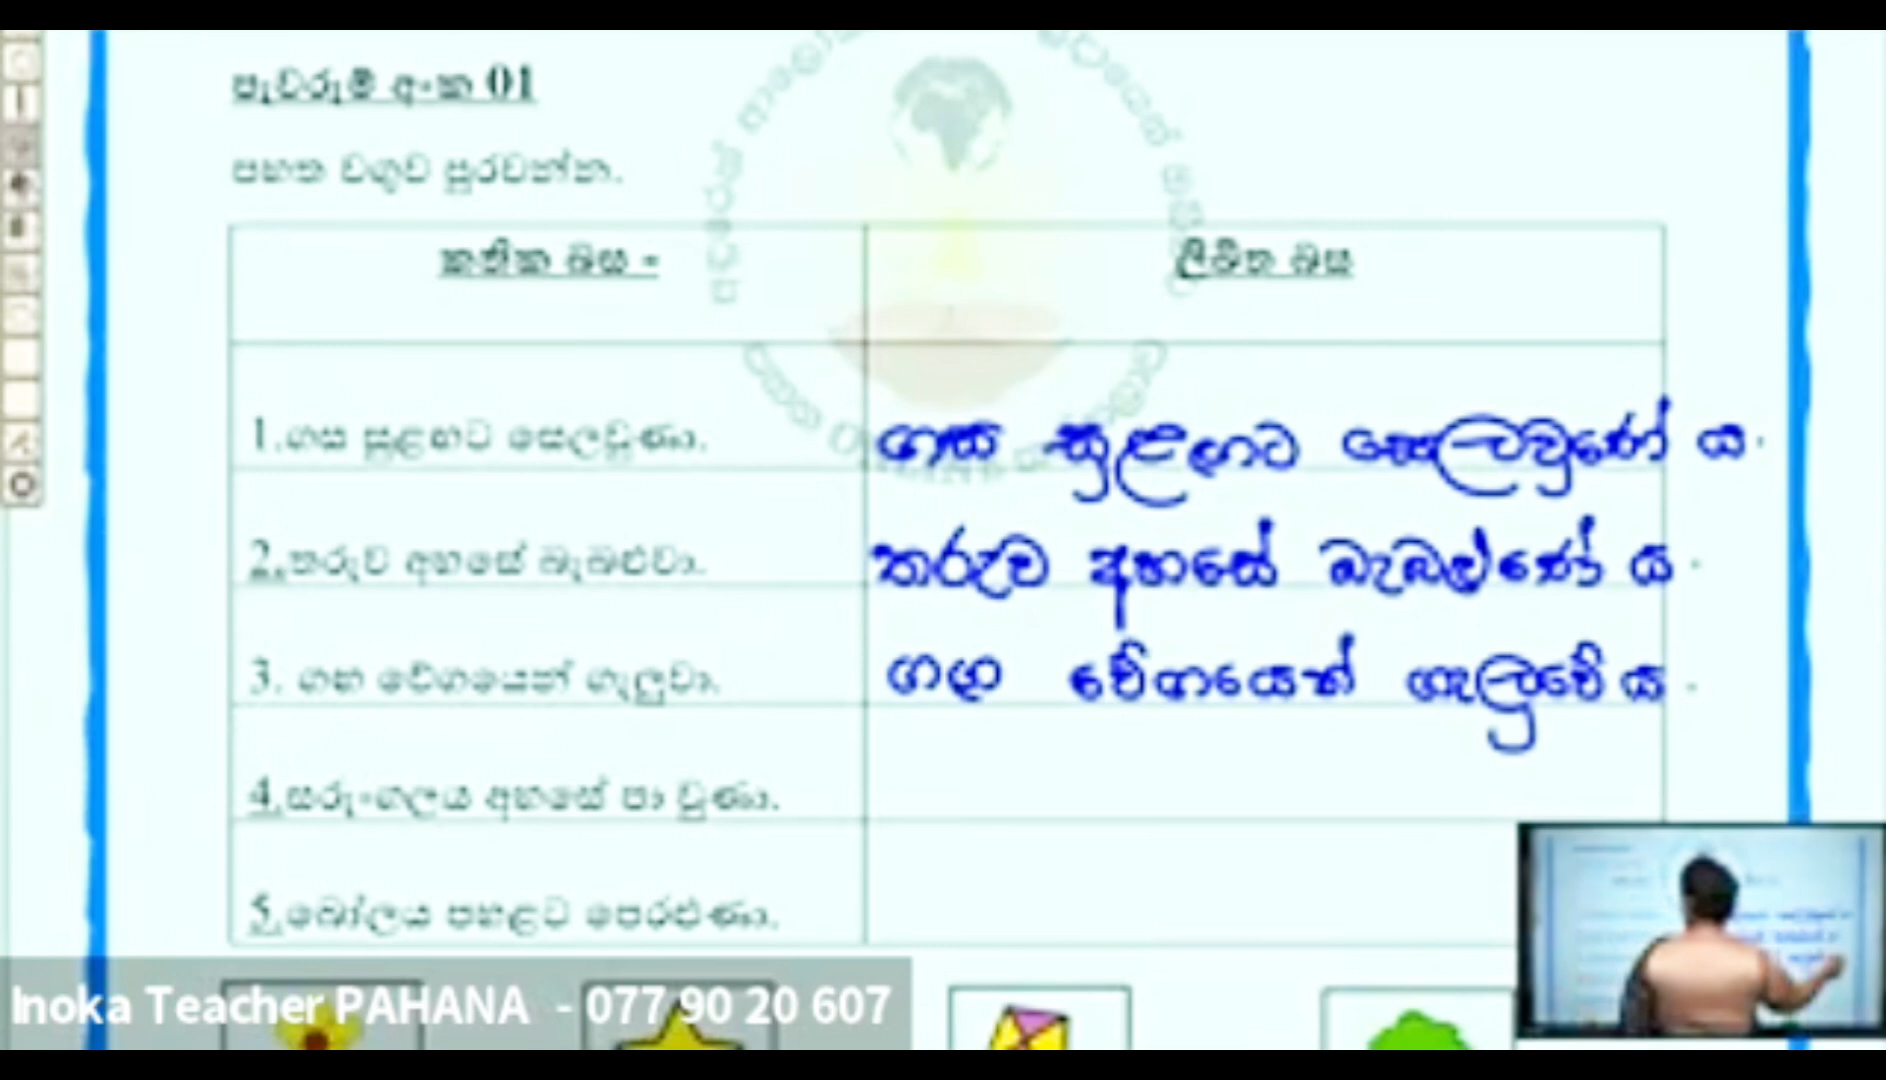 පැවරුම් අංක 01
පහත වගුව පුරවන්න.
කතික බස - ලිඛිත බස
1.ගස සුළඟට සෙලවුණා. ගස සුළඟට සෙලවුණේ ය.
2.තරුව අහසේ බැබළුවා. තරුව අහසේ බැබළුණේ ය.
3. ගඟ වේගයෙන් ගැලුවා. ගඟ වේගයෙන් ගැලුවේ ය.
4.සරුංගලය අහසේ පා වුණා.
5.බෝලය පහළට පෙරළුණා.
Inoka Teacher PAHANA - 077 90 20 607